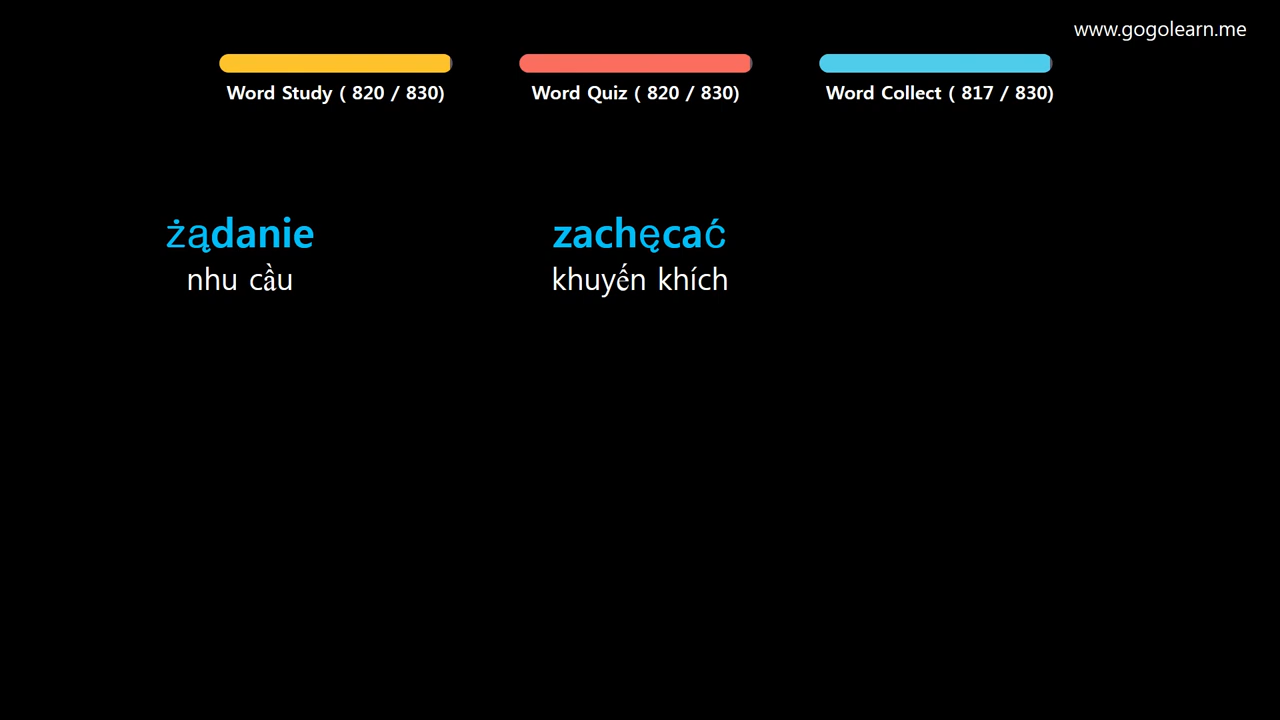 www.gogolearn.me
Word Study ( 820 / 830)
Word Quiz ( 820 / 830)
Word Collect ( 817 / 830)
żądanie
nhu cầu
zachęcać
khuyến khích